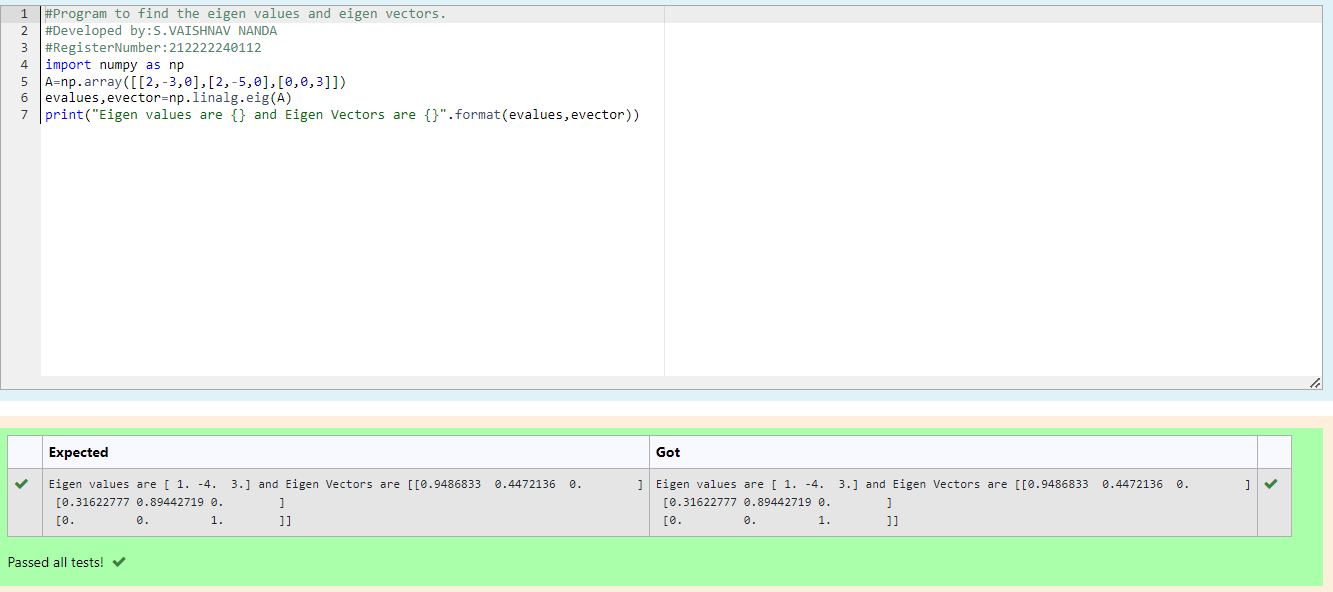 1 #Program to find the eigen values and eigen vectors.
2 #Developed by:S.VAISHNAV NANDA
3 #RegisterNumber:212222240112
4 import numpy as np
5 A=np.array([[2,-3,0],[2,-5,0],[0,0,3]])
6 evalues,evector=np.linalg.eig(A)
7 print("Eigen values are {} and Eigen Vectors are {}".format(evalues,evector))
Expected Got
Eigen values are [ 1. -4.  3.] and Eigen Vectors are [[0.9486833  0.4472136  0.        ] Eigen values are [ 1. -4.  3.] and Eigen Vectors are [[0.9486833  0.4472136  0.        ]
[0.31622777 0.89442719 0.        ] [0.31622777 0.89442719 0.        ]
[0.         0.         1.        ]] [0.         0.         1.        ]]
Passed all tests!